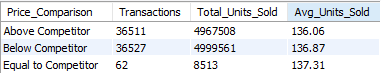 Price_Comparison Transactions Total_Units_Sold Avg_Units_Sold
Above Competitor 36511 4967508 136.06
Below Competitor 36527 4999561 136.87
Equal to Competitor 62 8513 137.31